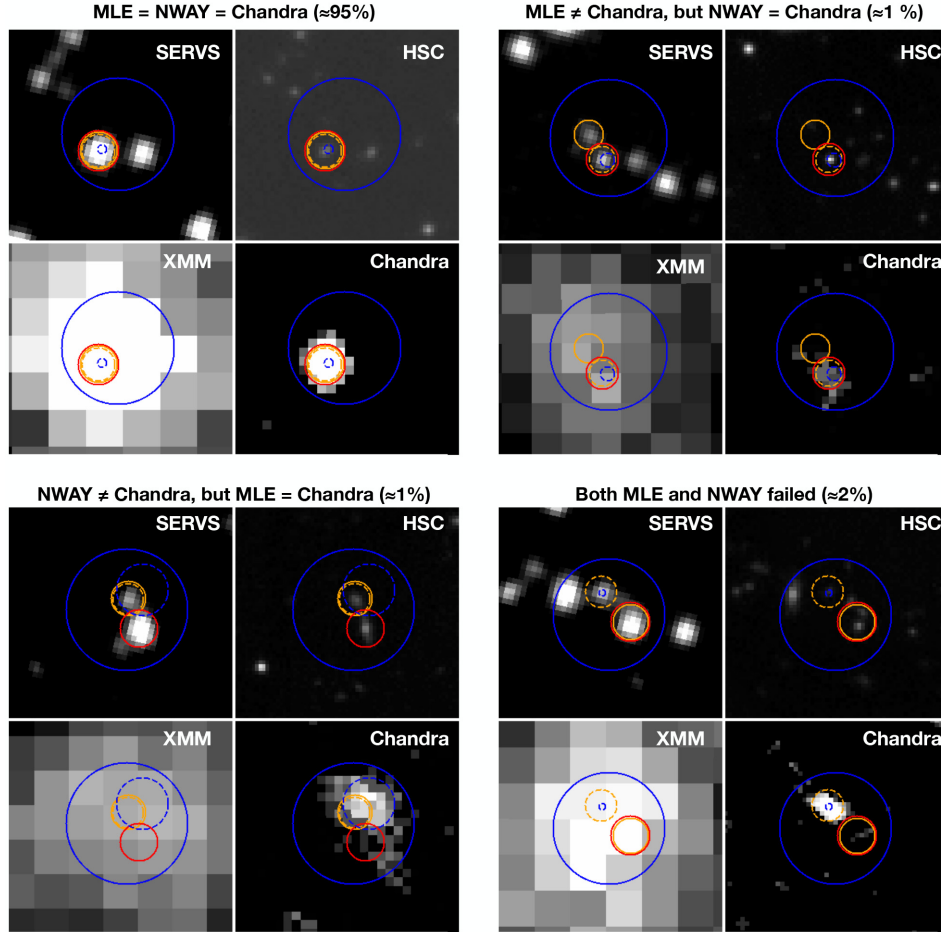 MLE = NWAY = Chandra (≈95%)
SERVS
HSC
XMM
Chandra
MLE ≠ Chandra, but NWAY = Chandra (≈1 %)
SERVS
HSC
XMM
Chandra
NWAY ≠ Chandra, but MLE = Chandra (≈1%)
SERVS
HSC
XMM
Chandra
Both MLE and NWAY failed (≈2%)
SERVS
HSC
XMM
Chandra